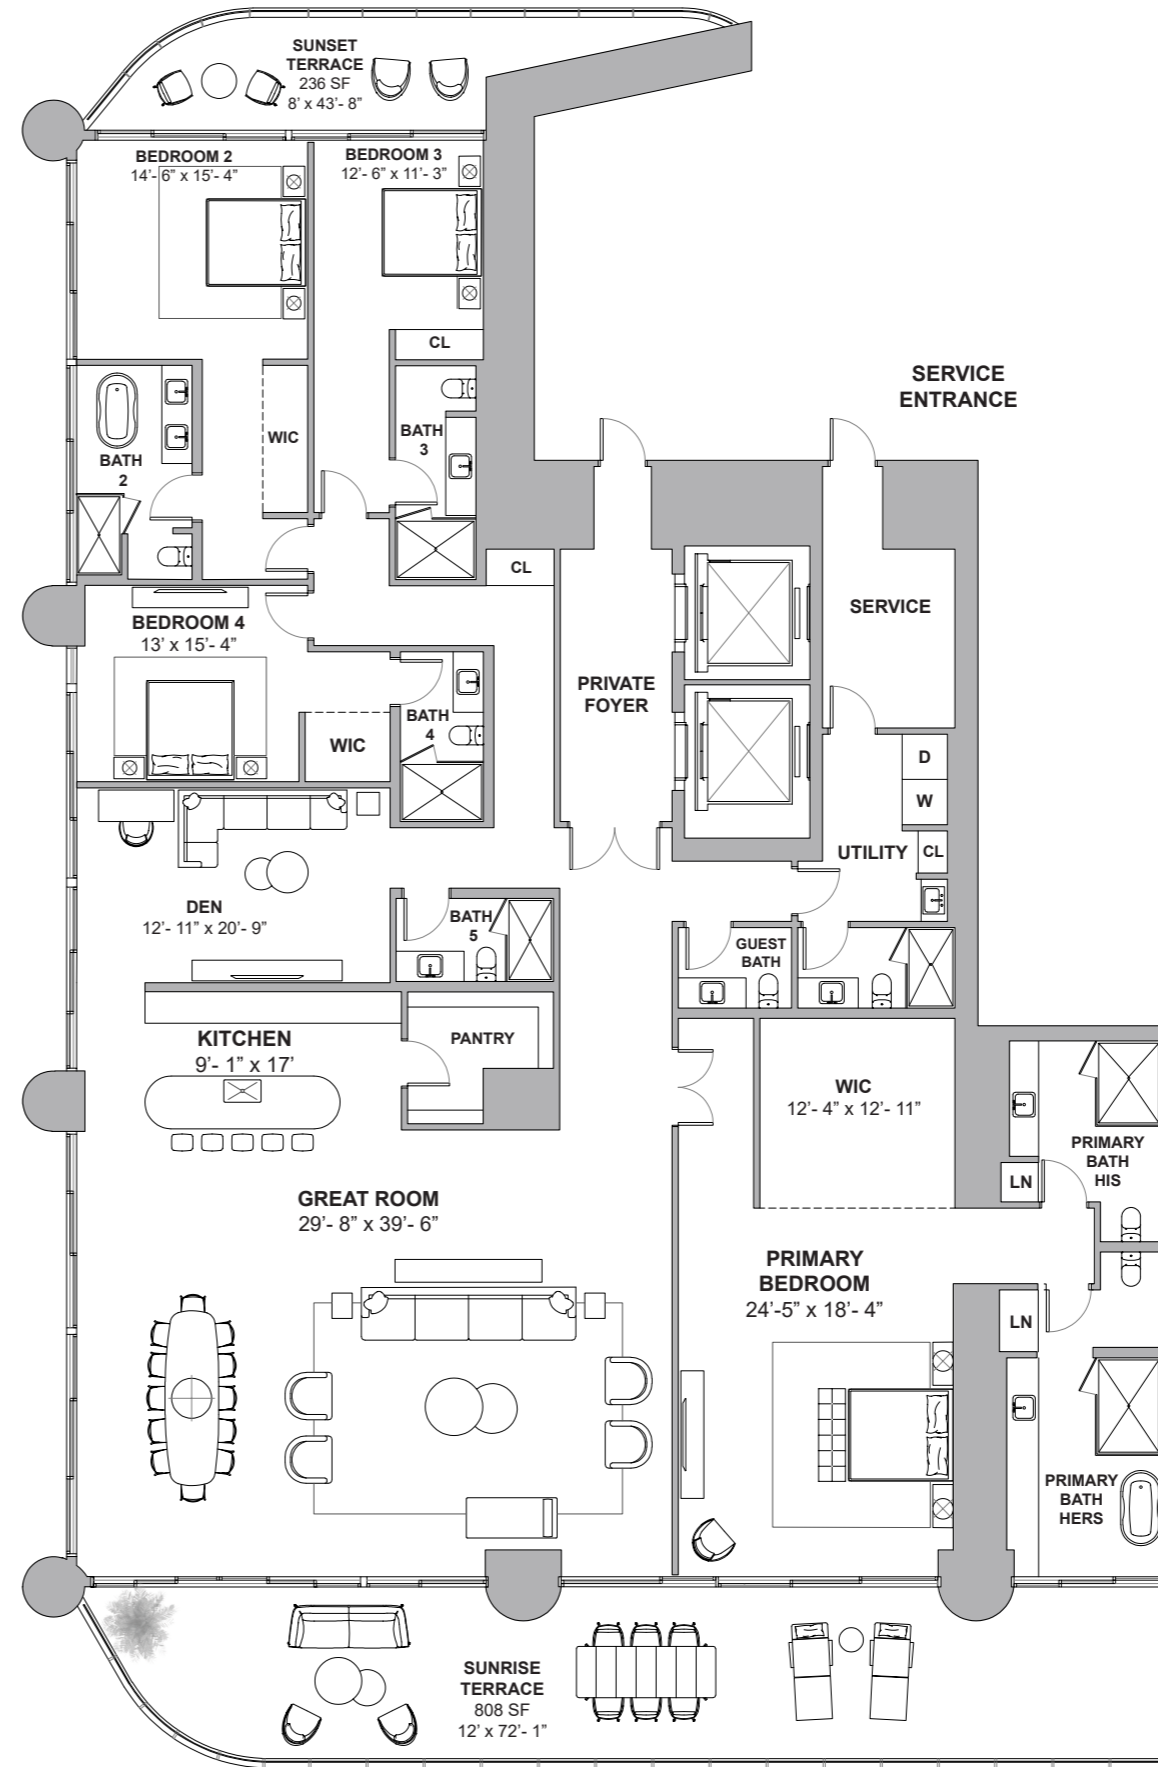 SUNSET
TERRACE
236 SF
8' x 43'- 8”
BEDROOM 2
14'- 6” x 15'- 4”
BEDROOM 3
12'- 6” x 11'- 3”
CL
WIC
BATH
2
BATH
3
SERVICE
ENTRANCE
CL
BEDROOM 4
13' x 15'- 4”
SERVICE
PRIVATE
FOYER
BATH
4
WIC
D
W
UTILITY
CL
DEN
12'- 11” x 20'- 9”
BATH
5
GUEST
BATH
KITCHEN
9'- 1” x 17'
PANTRY
WIC
12'- 4” x 12'- 11”
PRIMARY
BATH
HIS
LN
GREAT ROOM
29'- 8” x 39'- 6”
PRIMARY
BEDROOM
24'-5” x 18'- 4”
LN
PRIMARY
BATH
HERS
SUNRISE
TERRACE
808 SF
12' x 72'- 1”